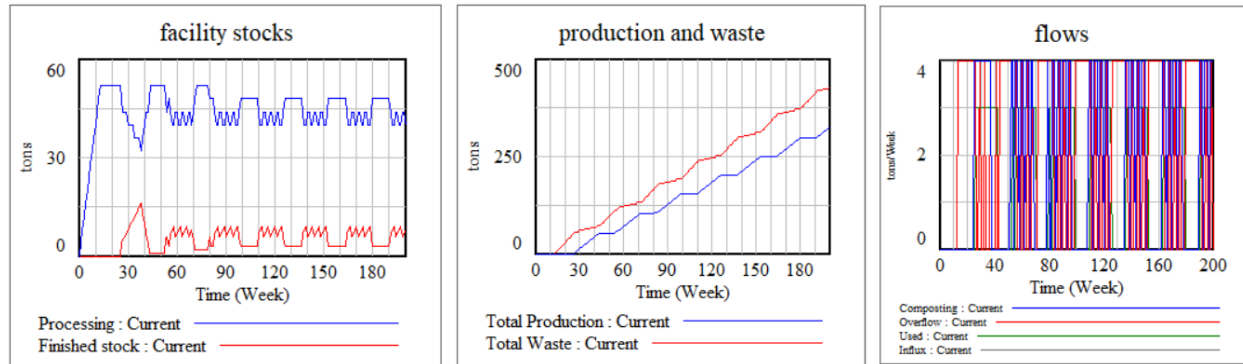 facility stocks
60
30
0
tons
0 30 60 90 120 150 180
Time (Week)
Processing : Current
Finished stock : Current
production and waste
500
250
0
tons
0 30 60 90 120 150 180
Time (Week)
Total Production : Current
Total Waste : Current
flows
4
2
0
tons/Week
0 40 80 120 160 200
Time (Week)
Composting : Current
Overflow : Current
Used : Current
Influx : Current